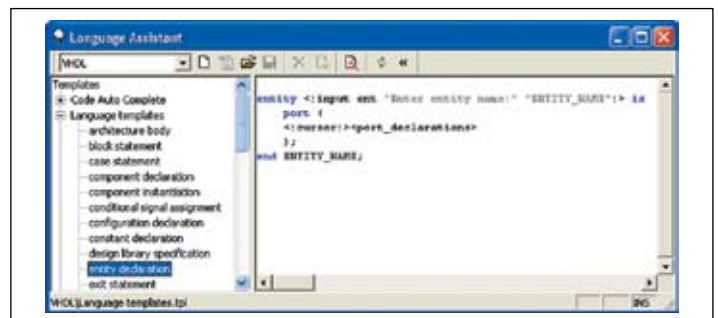 Language Assistant
VHDL
Templates
Code Auto Complete
Language templates
architecture body
block statement
case statement
component declaration
component instantiation
conditional signal assignment
configuration declaration
constant declaration
design library specification
entity declaration
exit statement
entity <:input ent "Enter entity name:" "ENTITY_NAME":> is
port (
<:cursor:><port_declarations>
);
end ENTITY_NAME;
VHDL\Language templates.tpl
INS